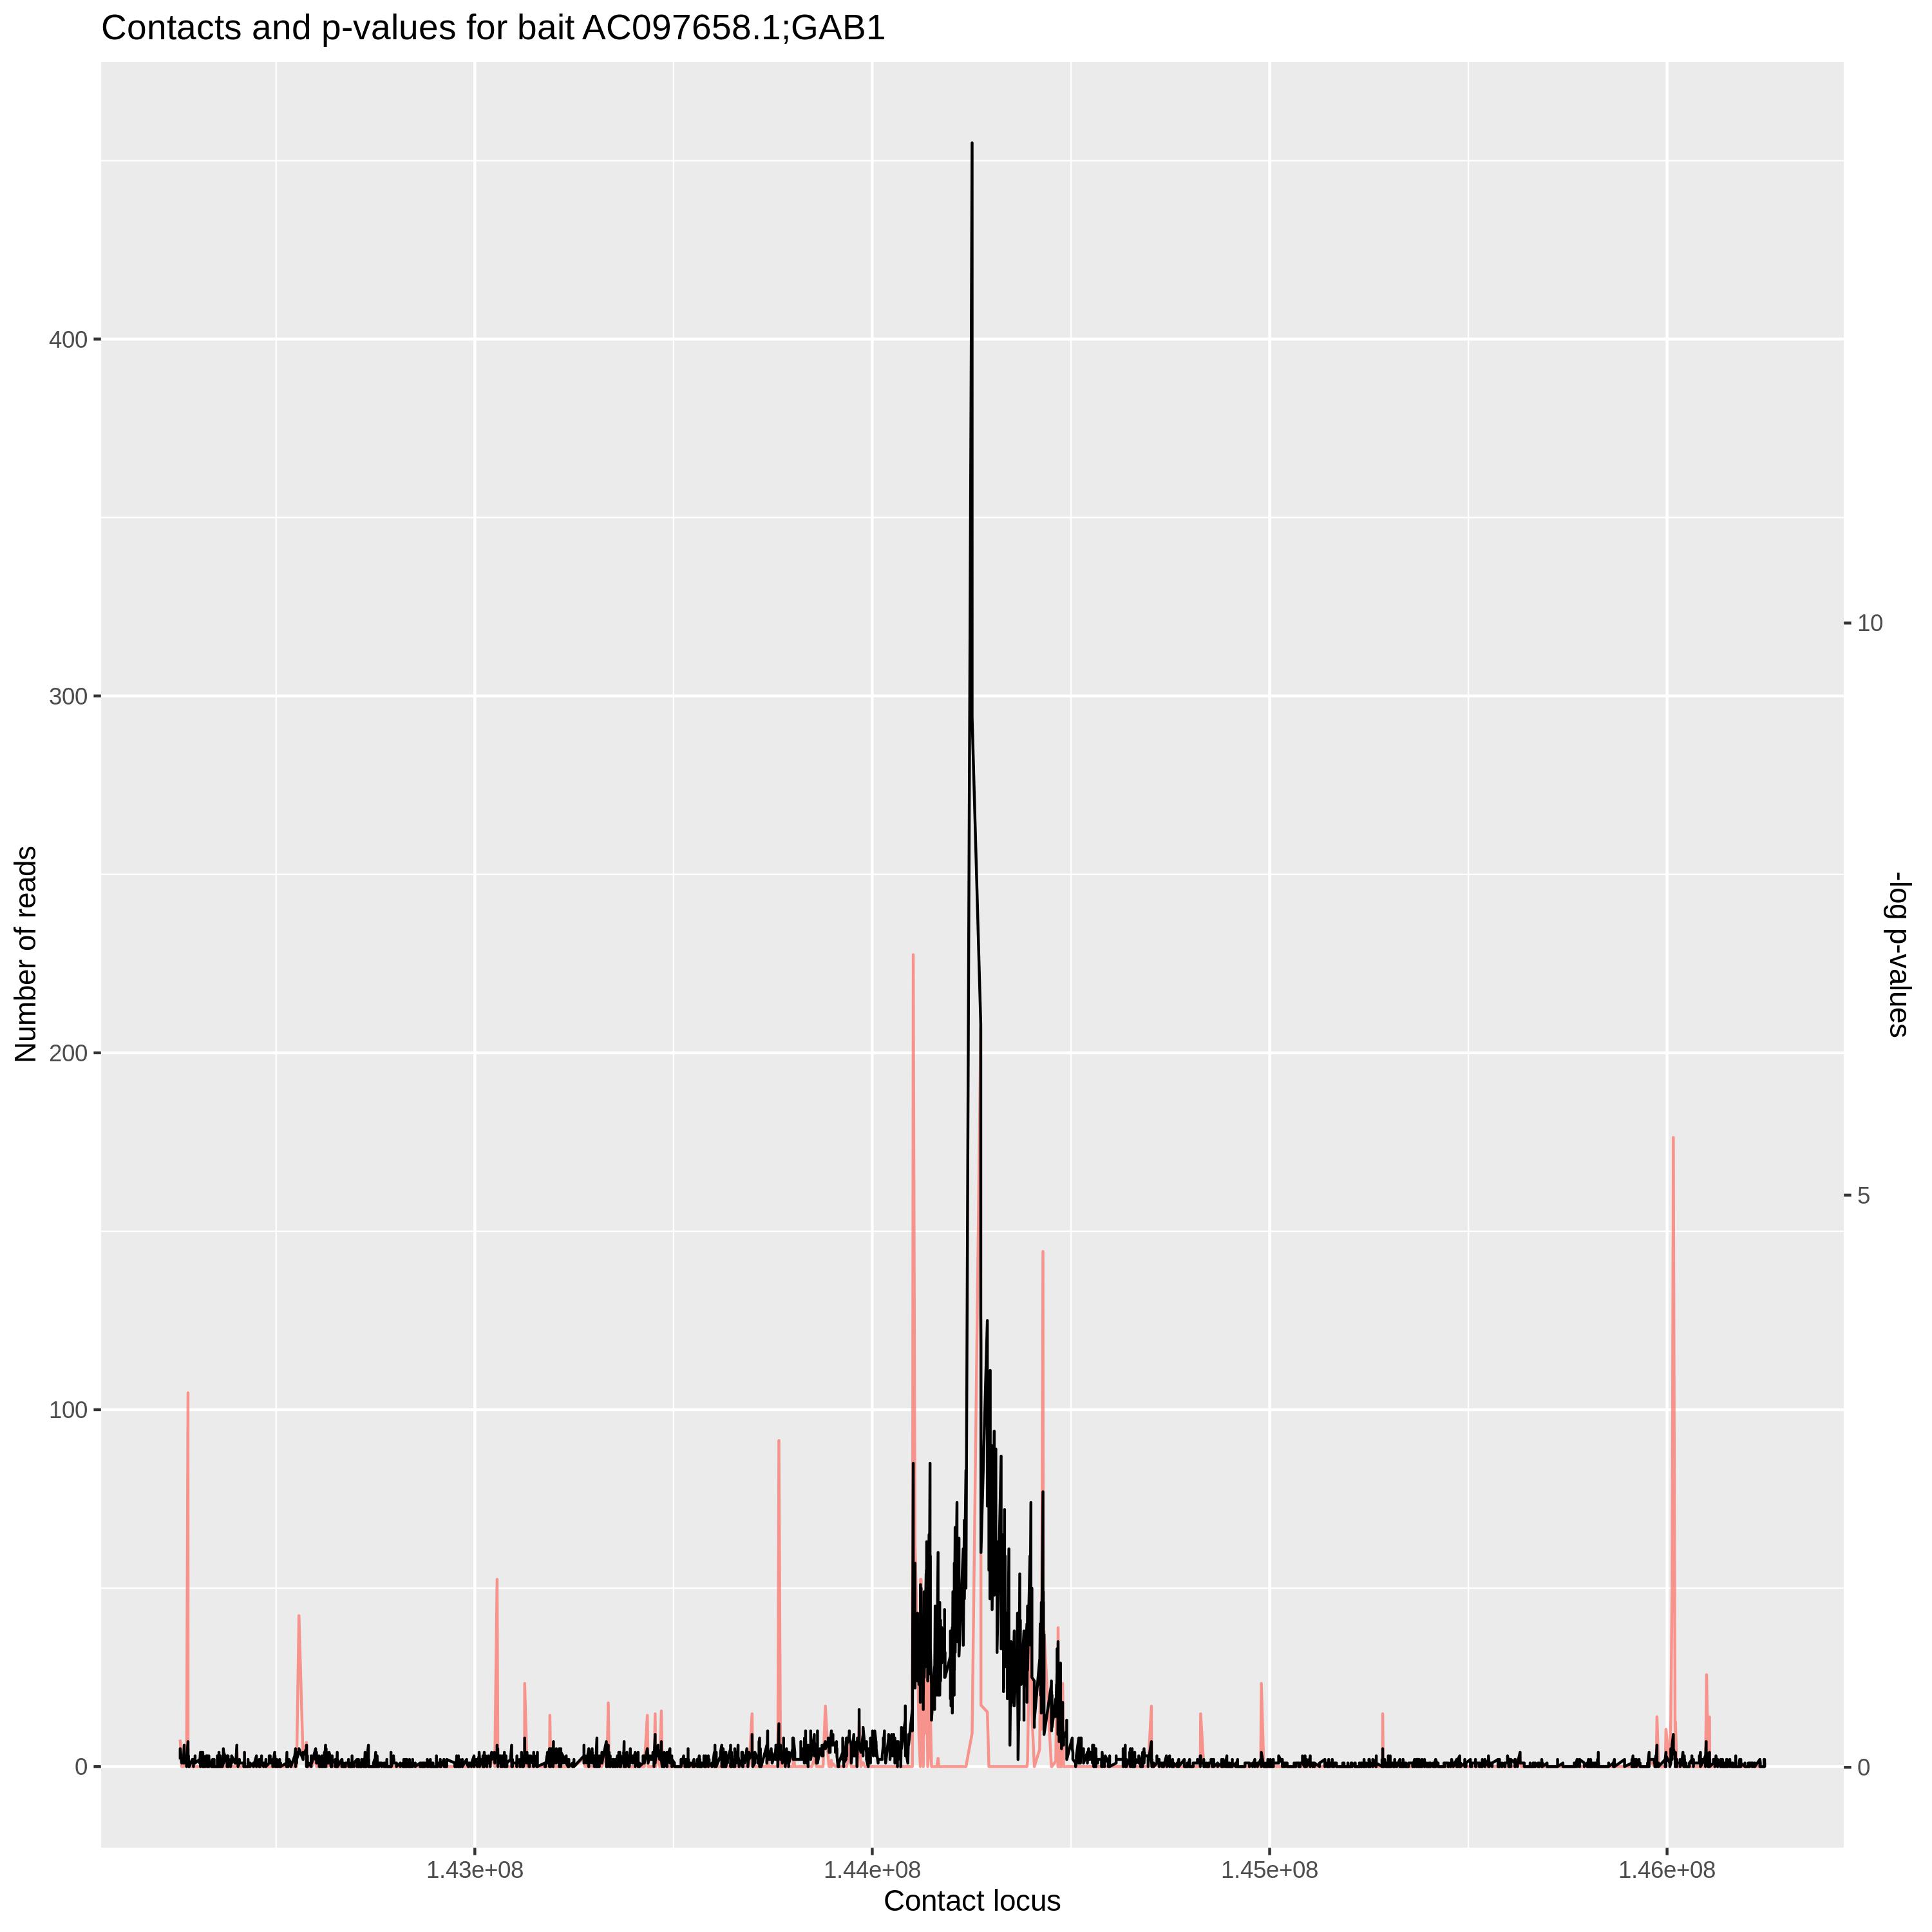 Contacts and p-values for bait AC097658.1;GAB1
Number of reads
400
300
200
100
0
10
5
0
-log p-values
1.43e+08
1.44e+08
1.45e+08
1.46e+08
Contact locus